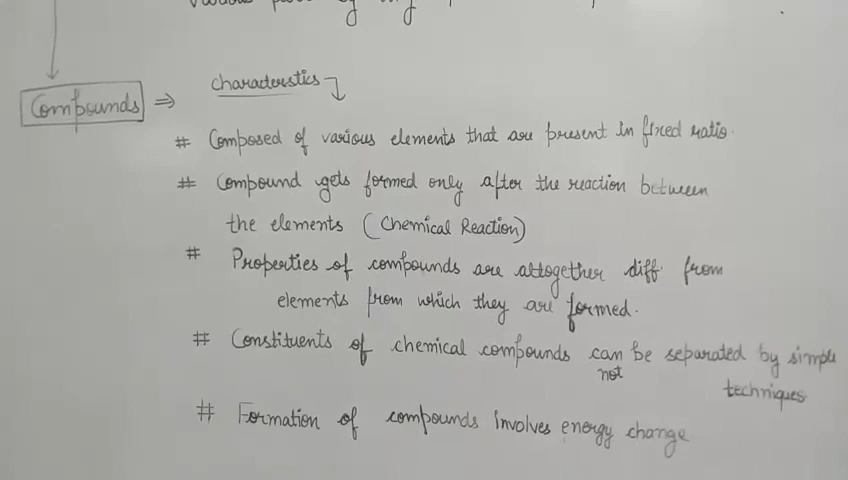 Compounds ⇒ characterstics
# Composed of various elements that are present in fixed ratio.
# Compound gets formed only after the reaction between
the elements (Chemical Reaction)
# Properties of compounds are altogether diff. from
elements from which they are formed.
# Constituents of chemical compounds can be separated by simple
not
techniques
# Formation of compounds involves energy change